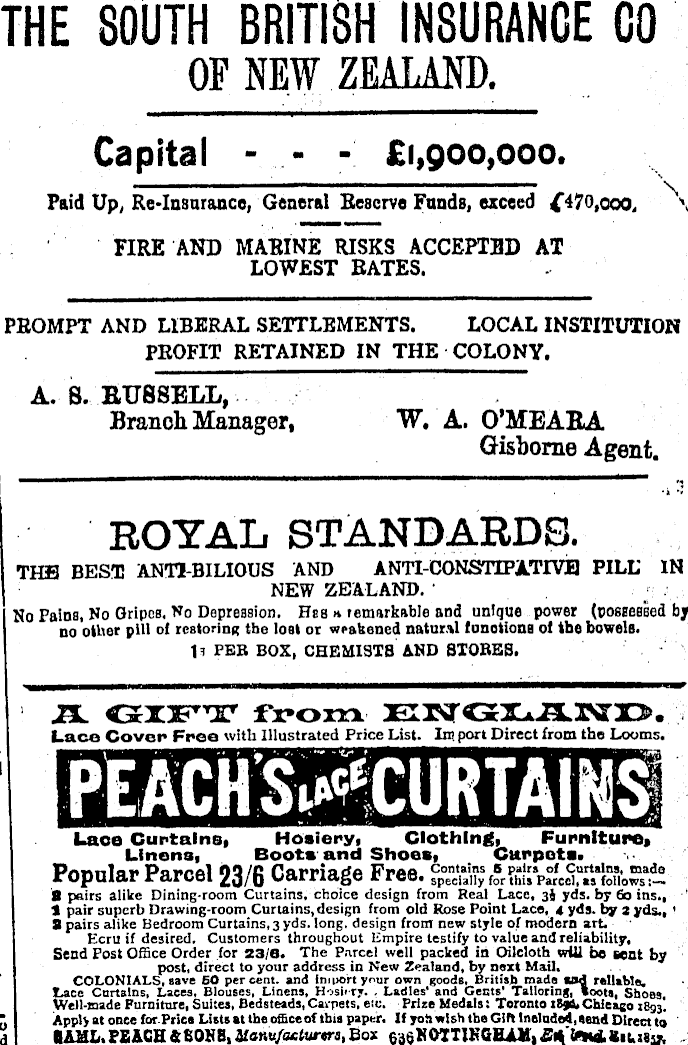 THE SOUTH BRITISH INSURANCE CO
OF NEW ZEALAND.
Capital - - - £1,900,000.
Paid Up, Re-Insurance, General Reserve Funds, exceed £470,000.
FIRE AND MARINE RISKS ACCEPTED AT
LOWEST RATES.
PROMPT AND LIBERAL SETTLEMENTS. LOCAL INSTITUTION
PROFIT RETAINED IN THE COLONY.
A. S. RUSSELL,
Branch Manager,
W. A. O'MEARA
Gisborne Agent.
ROYAL STANDARDS.
THE BEST ANTI-BILIOUS AND ANTI-CONSTIPATIVE PILL IN
NEW ZEALAND.
No Pains, No Gripes, No Depression. Has a remarkable and unique power (possessed by
no other pill of restoring the lost or weakened natural functions of the bowels.
PER BOX, CHEMISTS AND STORES.
A GIFT from ENGLAND.
Lace Cover Free with Illustrated Price List. Import Direct from the Looms.
PEACH'S LACE CURTAINS
Lace Curtains, Hosiery, Clothing, Furniture,
Linens, Boots and Shoes, Carpets.
Popular Parcel 23/6 Carriage Free. Contains 5 pairs of Curtains, made
specially for this Parcel, as follows:—
2 pairs alike Dining-room Curtains, choice design from Real Lace, 3½ yds. by 60 ins.,
1 pair superb Drawing-room Curtains, design from old Rose Point Lace, 4 yds. by 2 yds.,
2 pairs alike Bedroom Curtains, 3 yds. long, design from new style of modern art.
Ecru if desired. Customers throughout Empire testify to value and reliability.
Send Post Office Order for 23/6. The Parcel well packed in Oilcloth will be sent by
post, direct to your address in New Zealand, by next Mail.
COLONIALS, save 50 per cent. and Import your own goods, British made and reliable.
Lace Curtains, Laces, Blouses, Linens, Hosiery, Ladies' and Gents' Tailoring, Boots, Shoes,
Well-made Furniture, Suites, Bedsteads, Carpets, etc. Prize Medals: Toronto Chicago 1893.
Apply at once for Price Lists at the office of this paper. If you wish the Gift Included, send Direct to
SAML. PEACH & SONS, Manufacturers, Box 636 NOTTINGHAM, Est. 1857.